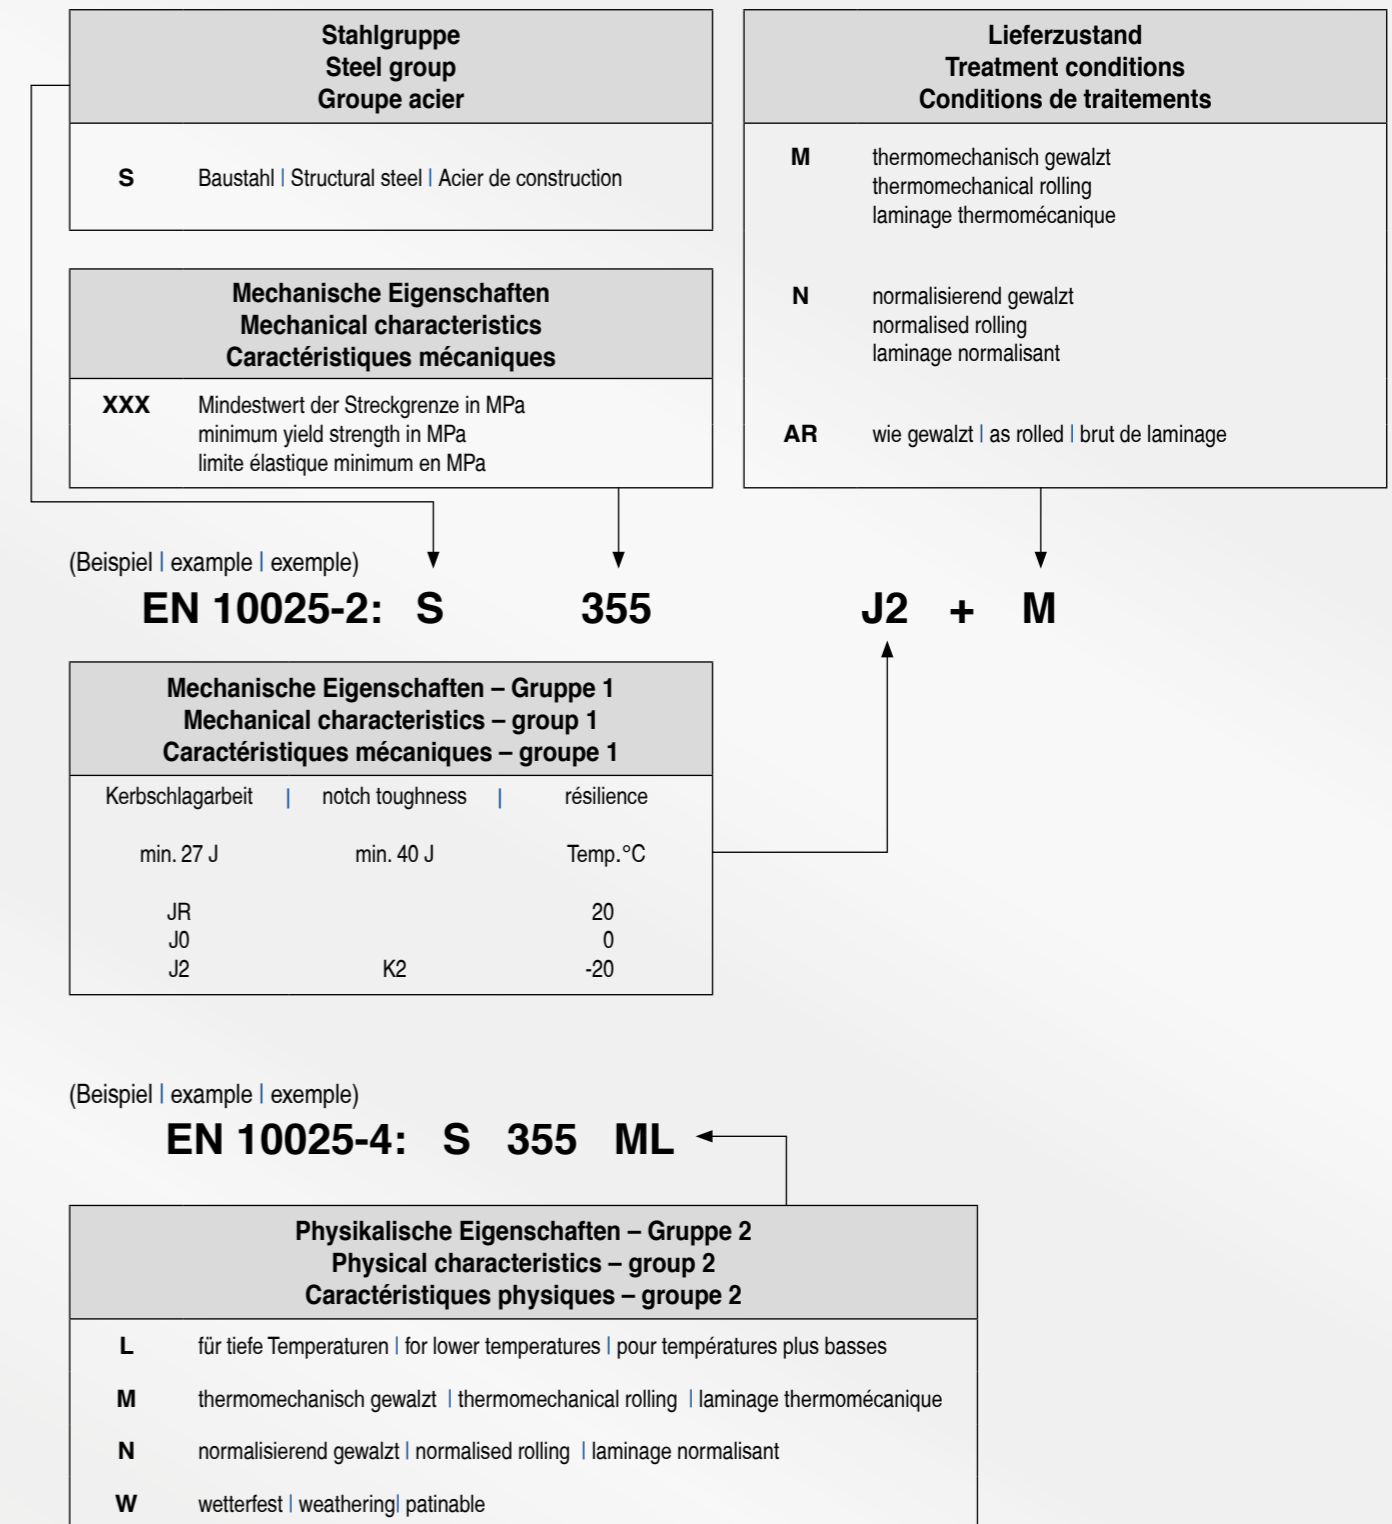 Stahlgruppe
Steel group
Groupe acier
S Baustahl | Structural steel | Acier de construction
Lieferzustand
Treatment conditions
Conditions de traitements
M thermomechanisch gewalzt
thermomechanical rolling
laminage thermomécanique
N normalisierend gewalzt
normalised rolling
laminage normalisant
AR wie gewalzt | as rolled | brut de laminage
Mechanische Eigenschaften
Mechanical characteristics
Caractéristiques mécaniques
XXX Mindestwert der Streckgrenze in MPa
minimum yield strength in MPa
limite élastique minimum en MPa
(Beispiel | example | exemple)
EN 10025-2: S 355 J2 + M
Mechanische Eigenschaften – Gruppe 1
Mechanical characteristics – group 1
Caractéristiques mécaniques – groupe 1
Kerbschlagarbeit | notch toughness | résilience
min. 27 J min. 40 J Temp.°C
JR 20
J0 0
J2 K2 -20
(Beispiel | example | exemple)
EN 10025-4: S 355 ML
Physikalische Eigenschaften – Gruppe 2
Physical characteristics – group 2
Caractéristiques physiques – groupe 2
L für tiefe Temperaturen | for lower temperatures | pour températures plus basses
M thermomechanisch gewalzt | thermomechanical rolling | laminage thermomécanique
N normalisierend gewalzt | normalised rolling | laminage normalisant
W wetterfest | weathering| patinable